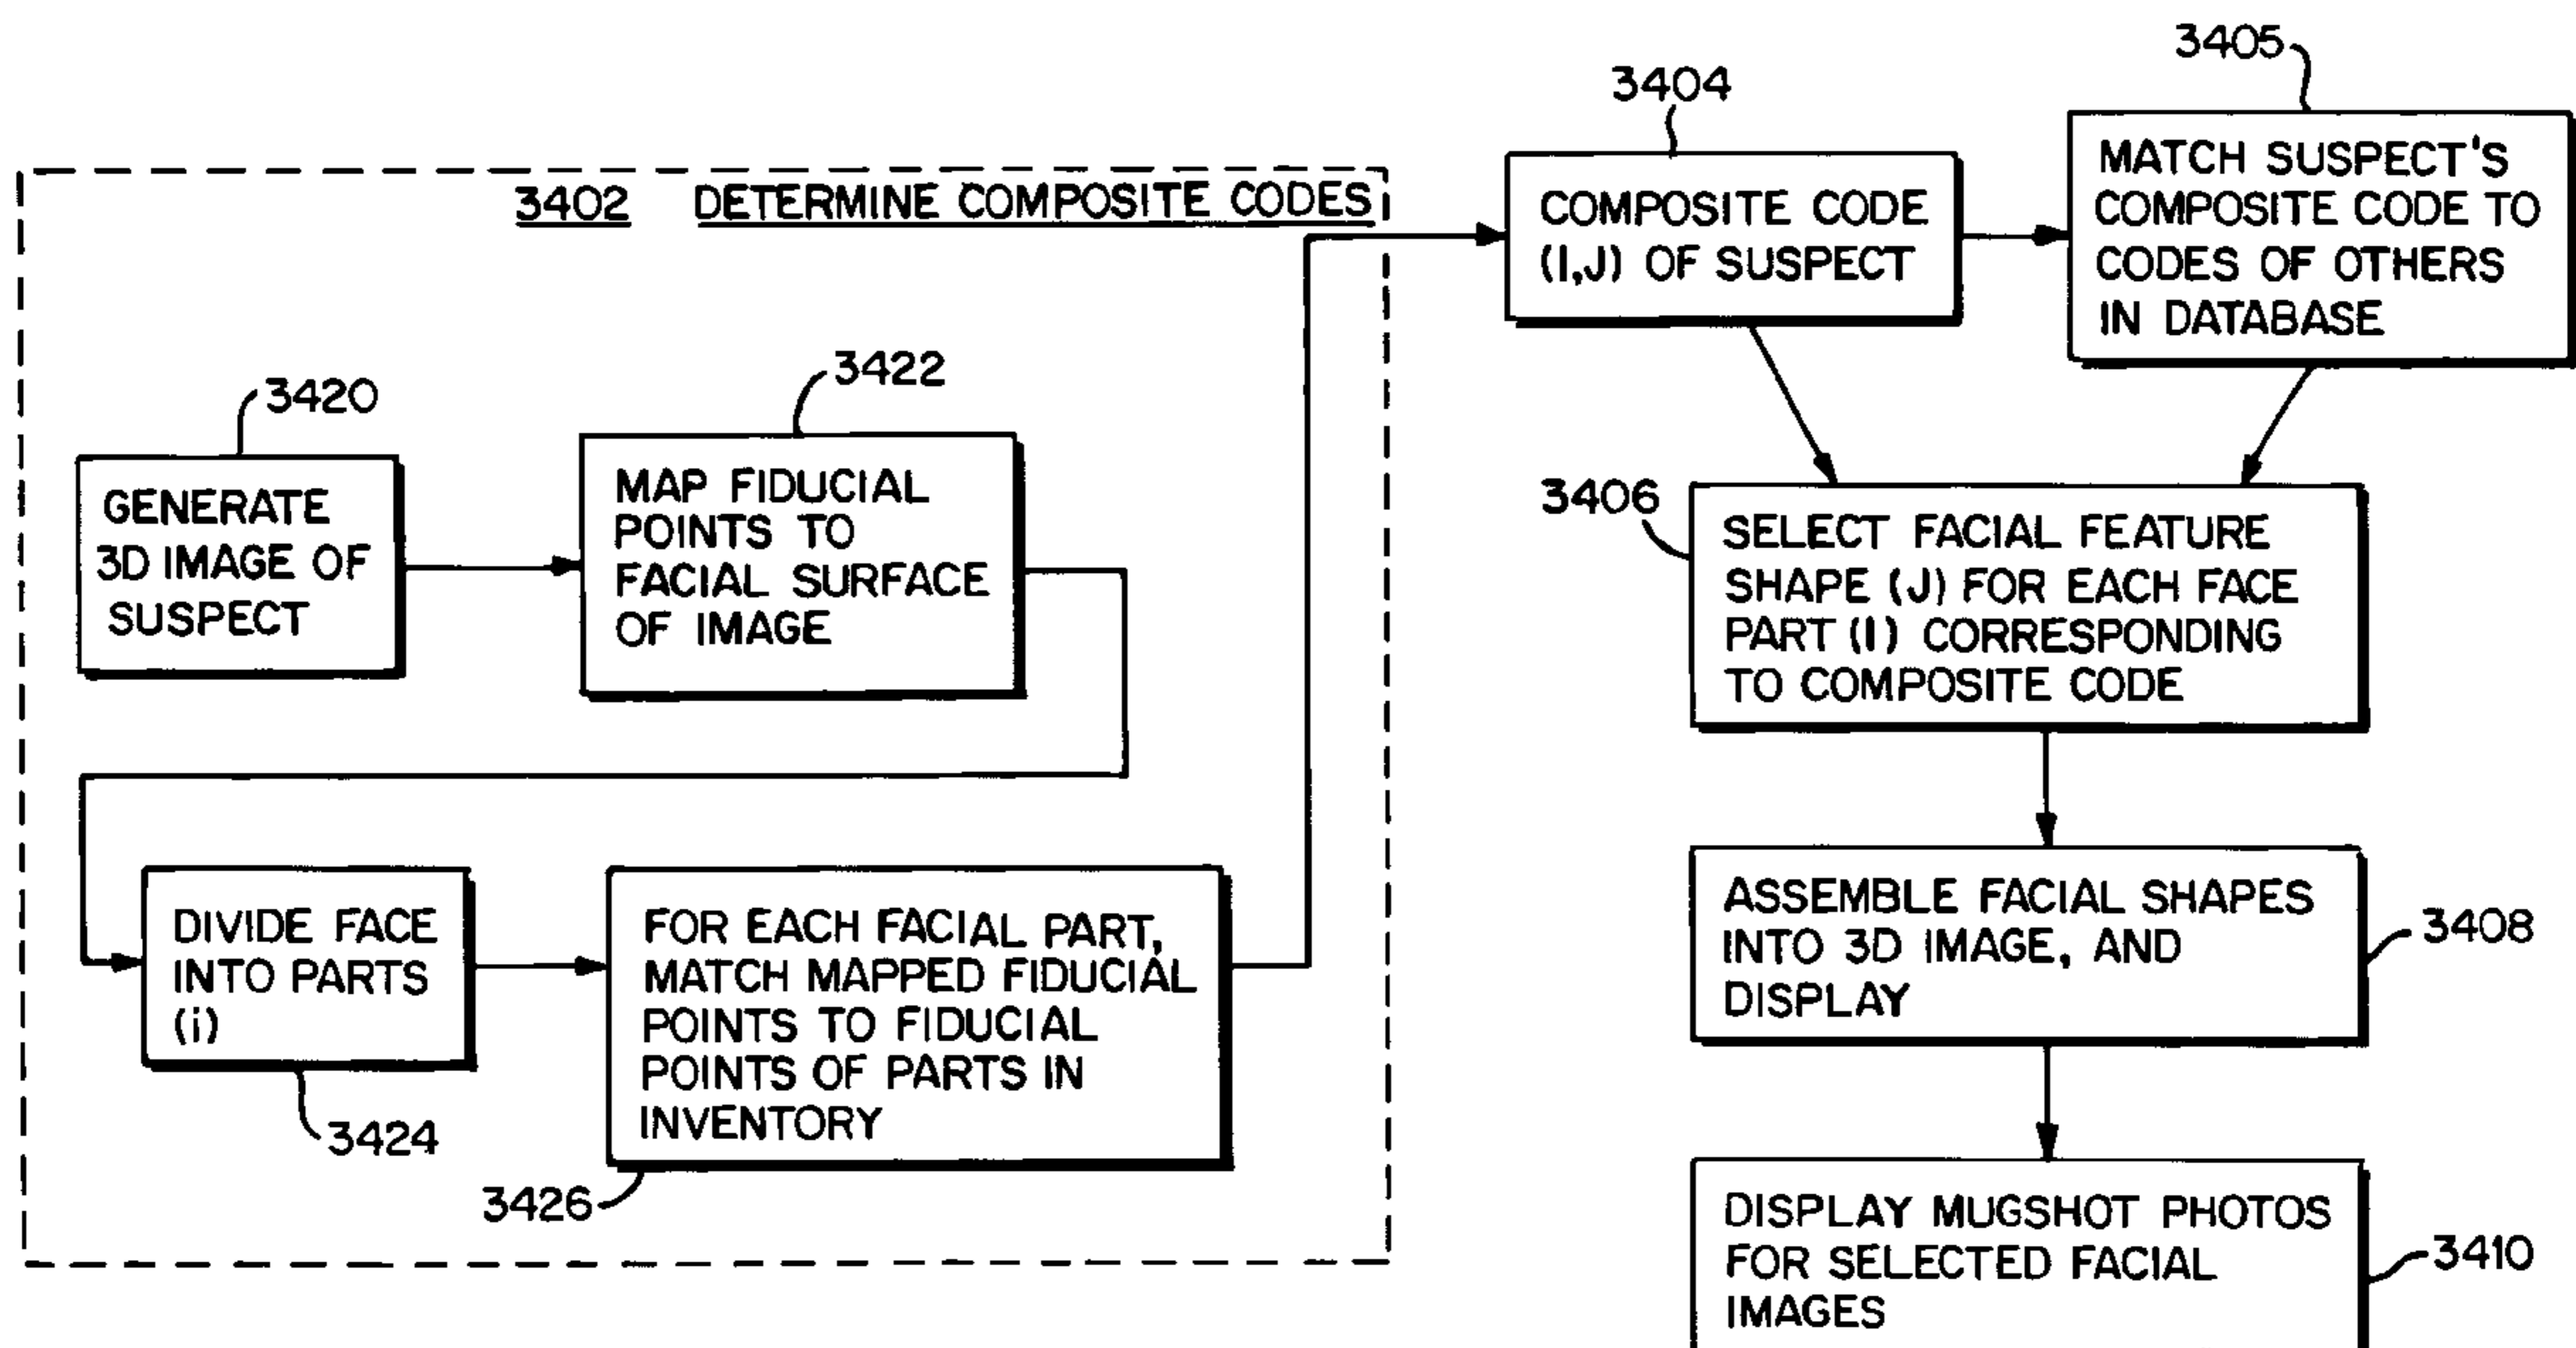 3402 DETERMINE COMPOSITE CODES
3420
GENERATE
3D IMAGE OF
SUSPECT
3422
MAP FIDUCIAL
POINTS TO
FACIAL SURFACE
OF IMAGE
DIVIDE FACE
INTO PARTS
(i)
3424
FOR EACH FACIAL PART,
MATCH MAPPED FIDUCIAL
POINTS TO FIDUCIAL
POINTS OF PARTS IN
INVENTORY
3426
3404
COMPOSITE CODE
(I,J) OF SUSPECT
3405
MATCH SUSPECT'S
COMPOSITE CODE TO
CODES OF OTHERS
IN DATABASE
3406
SELECT FACIAL FEATURE
SHAPE (J) FOR EACH FACE
PART (I) CORRESPONDING
TO COMPOSITE CODE
ASSEMBLE FACIAL SHAPES
INTO 3D IMAGE, AND
DISPLAY
3408
DISPLAY MUGSHOT PHOTOS
FOR SELECTED FACIAL
IMAGES
3410